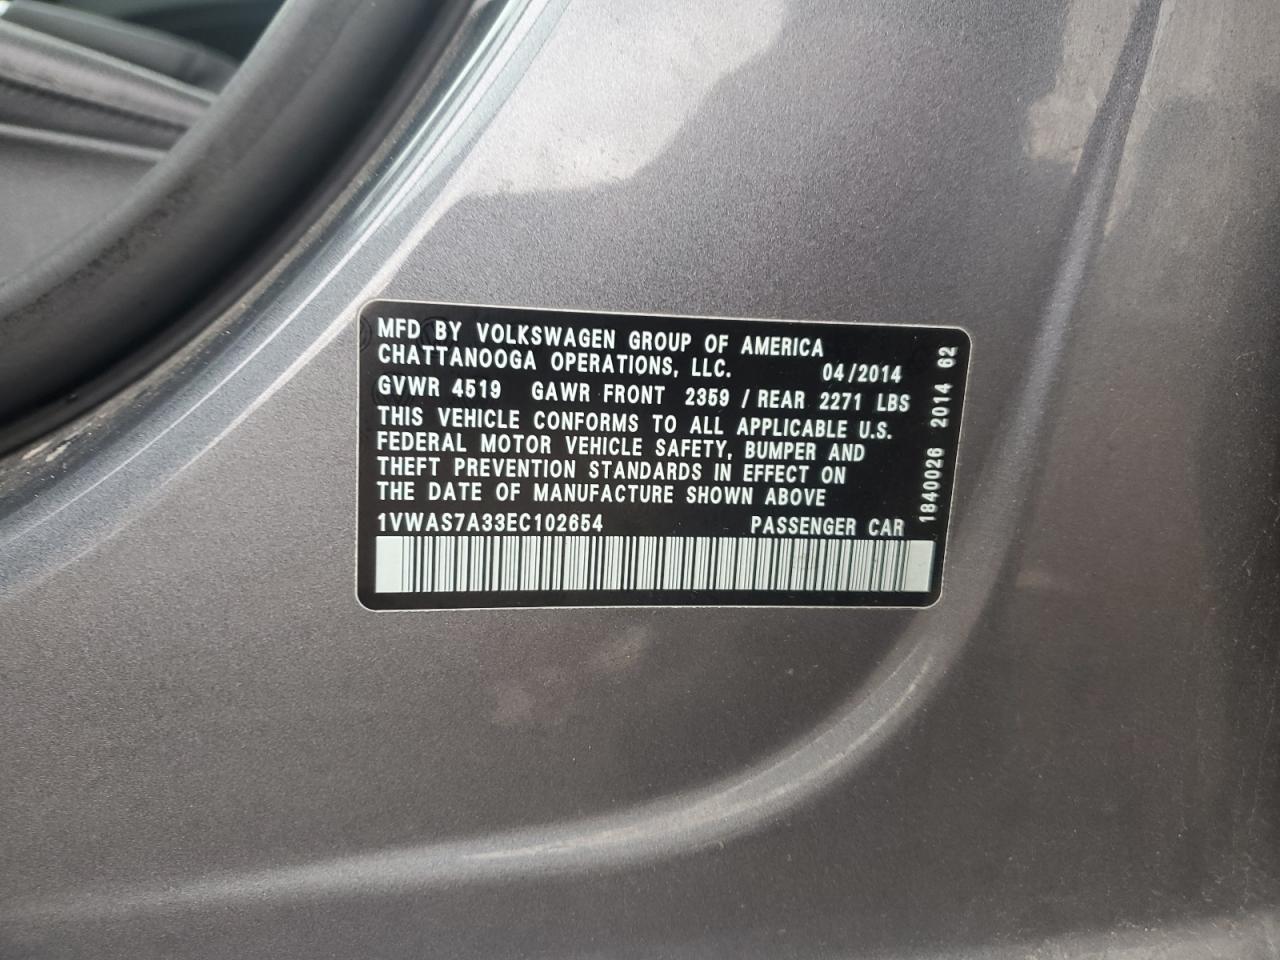 MFD BY VOLKSWAGEN GROUP OF AMERICA
CHATTANOOGA OPERATIONS, LLC. 04/2014
GVWR 4519 GAWR FRONT 2359 / REAR 2271 LBS
THIS VEHICLE CONFORMS TO ALL APPLICABLE U.S.
FEDERAL MOTOR VEHICLE SAFETY, BUMPER AND
THEFT PREVENTION STANDARDS IN EFFECT ON
THE DATE OF MANUFACTURE SHOWN ABOVE
1VWAS7A33EC102654 PASSENGER CAR
1840026 2014 62